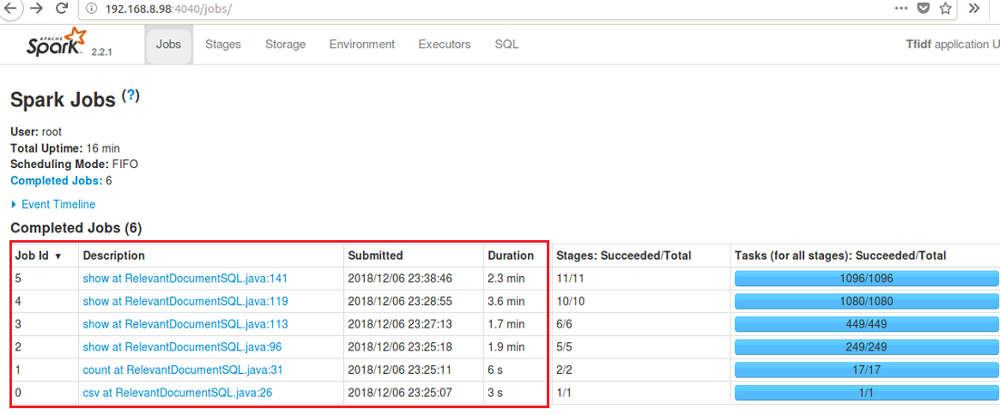 192.168.8.98:4040/jobs/
APACHE
Spark 2.2.1 Jobs Stages Storage Environment Executors SQL Tfidf application U
Spark Jobs (?)
User: root
Total Uptime: 16 min
Scheduling Mode: FIFO
Completed Jobs: 6
Event Timeline
Completed Jobs (6)
Job Id ▾ Description Submitted Duration Stages: Succeeded/Total Tasks (for all stages): Succeeded/Total
5 show at RelevantDocumentSQL.java:141 2018/12/06 23:38:46 2.3 min 11/11 1096/1096
4 show at RelevantDocumentSQL.java:119 2018/12/06 23:28:55 3.6 min 10/10 1080/1080
3 show at RelevantDocumentSQL.java:113 2018/12/06 23:27:13 1.7 min 6/6 449/449
2 show at RelevantDocumentSQL.java:96 2018/12/06 23:25:18 1.9 min 5/5 249/249
1 count at RelevantDocumentSQL.java:31 2018/12/06 23:25:11 6 s 2/2 17/17
0 csv at RelevantDocumentSQL.java:26 2018/12/06 23:25:07 3 s 1/1 1/1